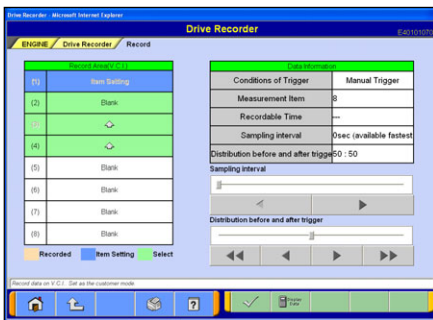 Drive Recorder - Microsoft Internet Explorer
Drive Recorder
E40101070
ENGINE Drive Recorder Record
Record Area(V.C.I.)
(1) Item Setting
(2) Blank
(3)
(4)
(5) Blank
(6) Blank
(7) Blank
(8) Blank
Recorded Item Setting Select
Data Information
Conditions of Trigger Manual Trigger
Measurement Item 8
Recordable Time ---
Sampling interval 0sec (available fastest
Distribution before and after trigge 50 : 50
Sampling interval
Distribution before and after trigger
Record data on V.C.I. Set as the customer mode.
?